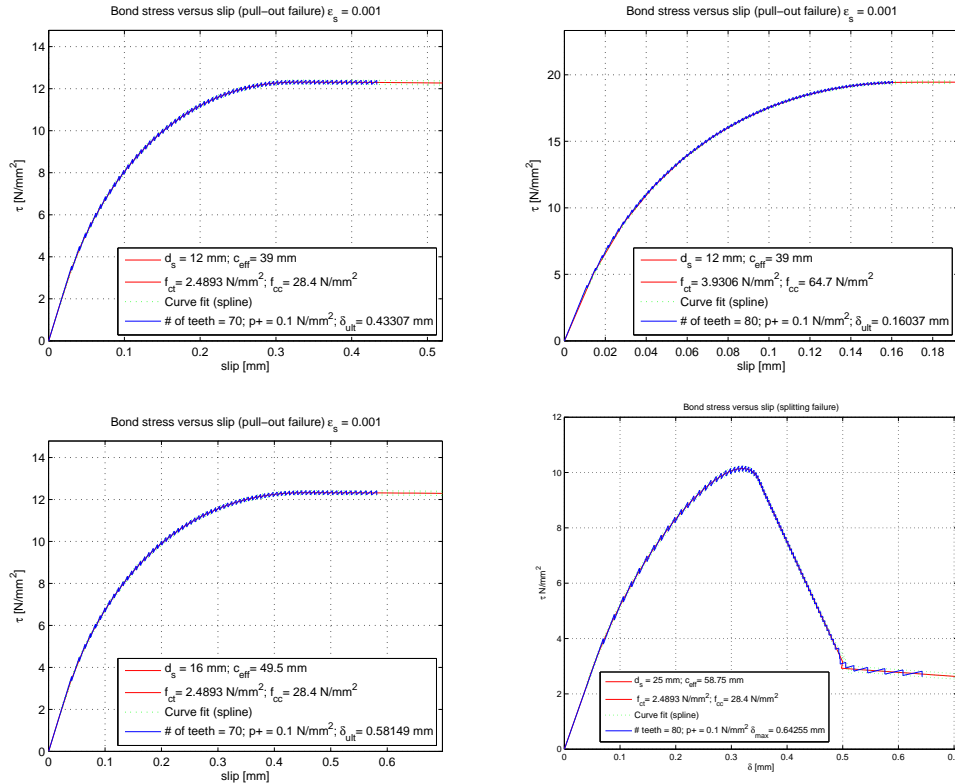 Bond stress versus slip (pull−out failure) ε_s = 0.001
14
12
10
8
6
4
2
0
τ [N/mm²]
d_s = 12 mm; c_eff= 39 mm
f_ct= 2.4893 N/mm²; f_cc= 28.4 N/mm²
Curve fit (spline)
# of teeth = 70; p+ = 0.1 N/mm²; δ_ult= 0.43307 mm
0 0.1 0.2 0.3 0.4 0.5
slip [mm]
Bond stress versus slip (pull−out failure) ε_s = 0.001
20
15
10
5
0
τ [N/mm²]
d_s = 12 mm; c_eff= 39 mm
f_ct= 3.9306 N/mm²; f_cc= 64.7 N/mm²
Curve fit (spline)
# of teeth = 80; p+ = 0.1 N/mm²; δ_ult= 0.16037 mm
0 0.02 0.04 0.06 0.08 0.1 0.12 0.14 0.16 0.18
slip [mm]
Bond stress versus slip (pull−out failure) ε_s = 0.001
14
12
10
8
6
4
2
0
τ [N/mm²]
d_s = 16 mm; c_eff= 49.5 mm
f_ct= 2.4893 N/mm²; f_cc= 28.4 N/mm²
Curve fit (spline)
# of teeth = 70; p+ = 0.1 N/mm²; δ_ult= 0.58149 mm
0 0.1 0.2 0.3 0.4 0.5 0.6
slip [mm]
Bond stress versus slip (splitting failure)
12
10
8
6
4
2
0
τ N/mm²
d_s = 25 mm; c_eff= 58.75 mm
f_ct= 2.4893 N/mm²; f_cc= 28.4 N/mm²
Curve fit (spline)
# teeth = 80; p+ = 0.1 N/mm² δ_max= 0.64255 mm
0 0.1 0.2 0.3 0.4 0.5 0.6 0.7
δ [mm]